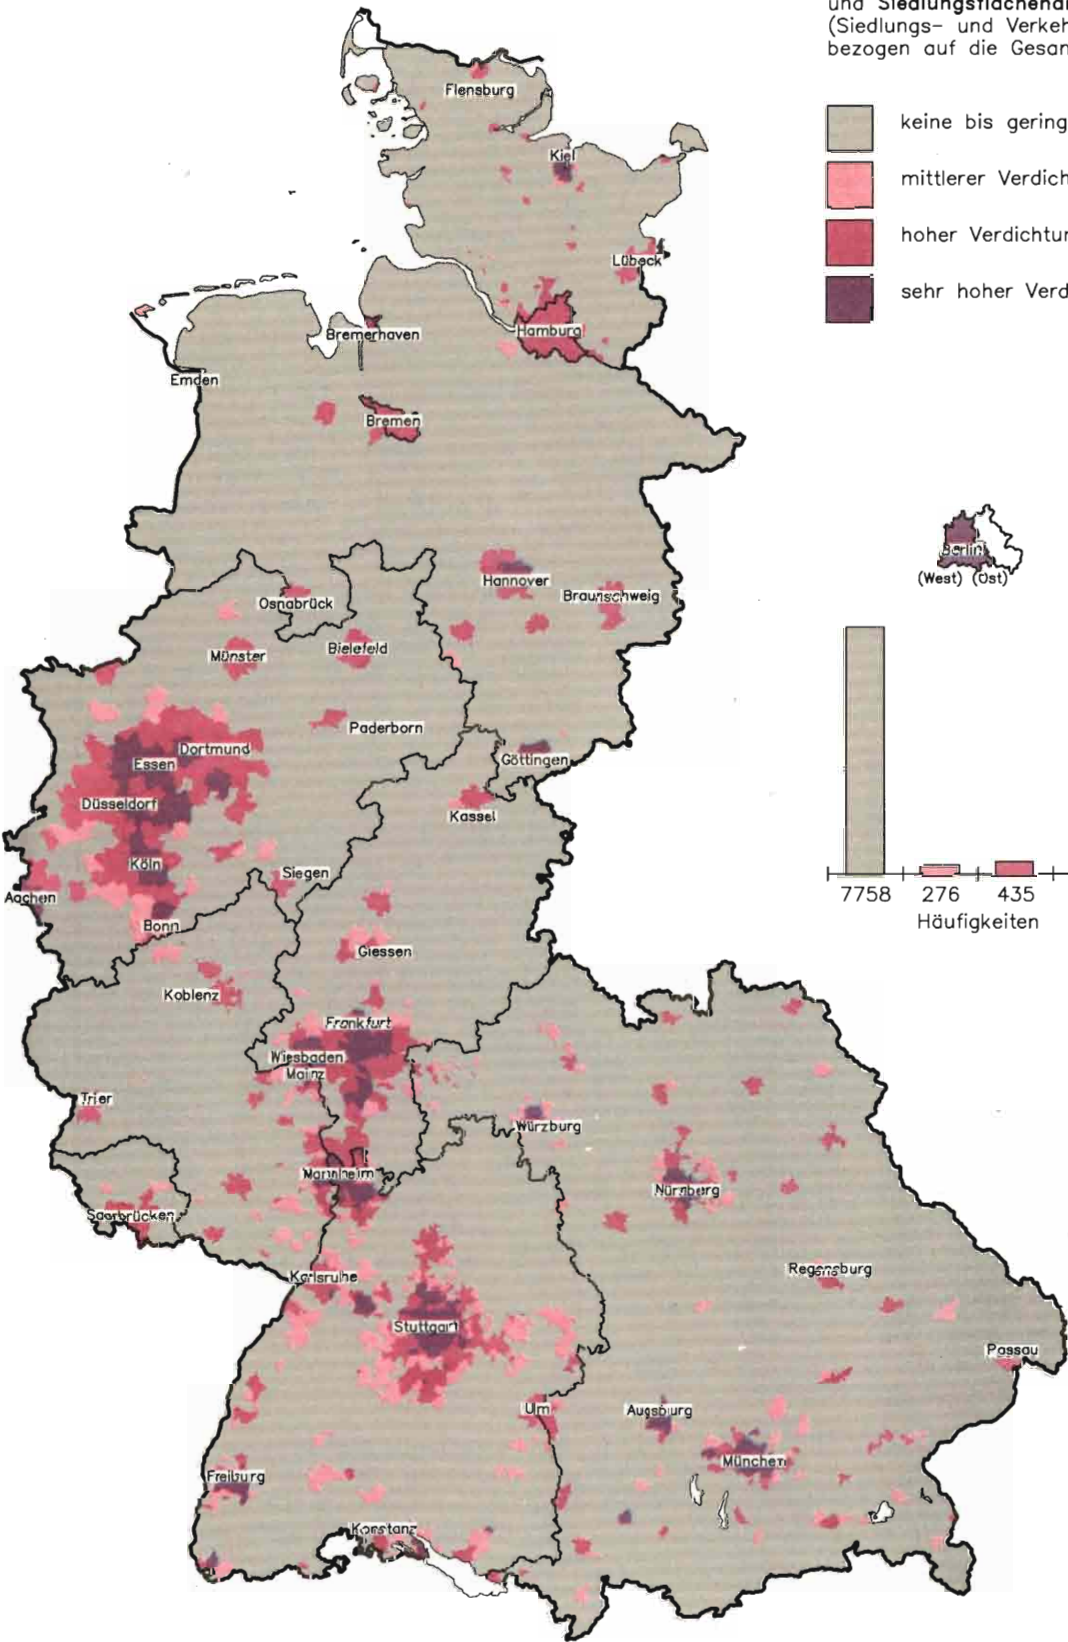 und Siedlungsflächen
(Siedlungs- und Verkeh
bezogen auf die Gesan
keine bis gering
mittlerer Verdich
hoher Verdichtu
sehr hoher Verd
Flensburg
Kiel
Lübeck
Hamburg
Bremerhaven
Emden
Bremen
Berlin
(West) (Ost)
Hannover
Braunschweig
Osnabrück
Münster
Bielefeld
Paderborn
Dortmund
Essen
Göttingen
Düsseldorf
Kassel
Köln
Siegen
Aachen
Bonn
7758 276 435
Häufigkeiten
Giessen
Koblenz
Frankfurt
Wiesbaden
Mainz
Trier
Würzburg
Mannheim
Nürnberg
Saarbrücken
Regensburg
Karlsruhe
Stuttgart
Passau
Ulm
Augsburg
München
Freiburg
Konstanz